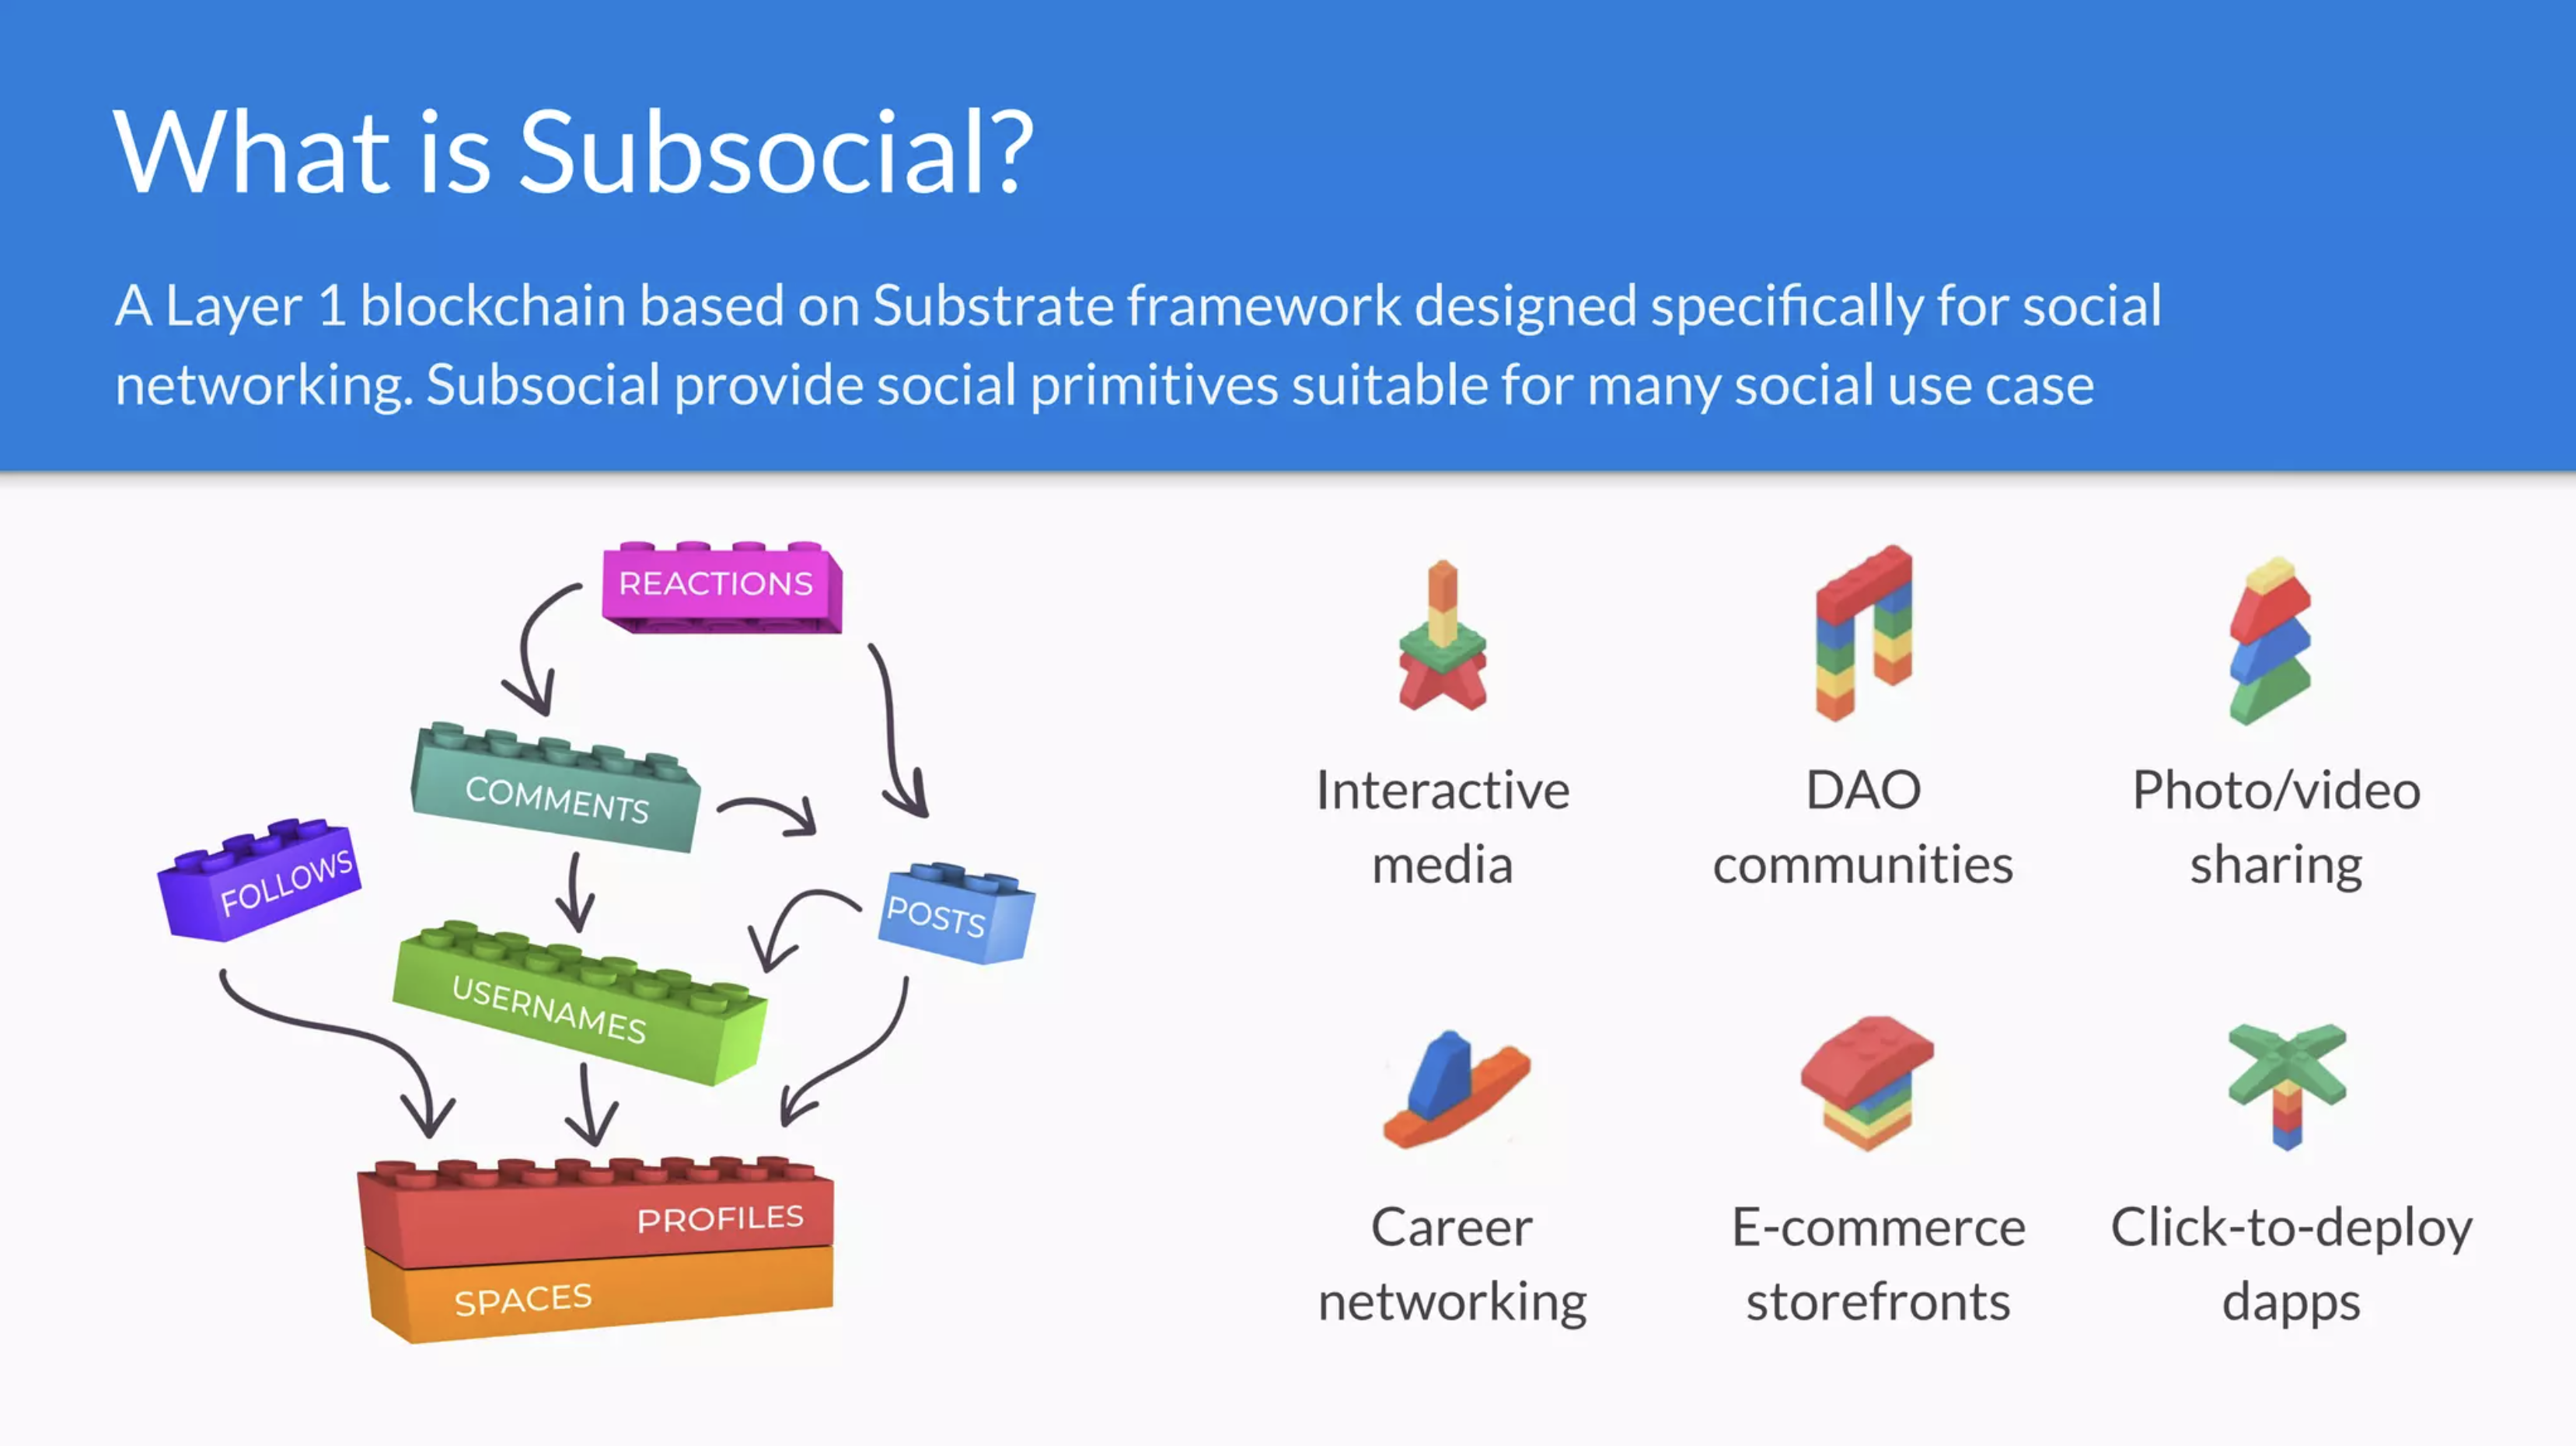 What is Subsocial?
A Layer 1 blockchain based on Substrate framework designed specifically for social
networking. Subsocial provide social primitives suitable for many social use case
REACTIONS
COMMENTS
FOLLOWS
POSTS
USERNAMES
PROFILES
SPACES
Interactive
media
DAO
communities
Photo/video
sharing
Career
networking
E-commerce
storefronts
Click-to-deploy
dapps